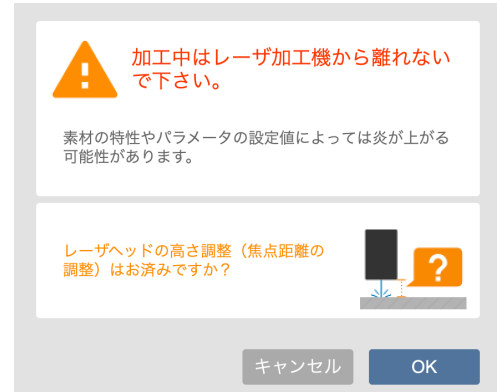 加工中はレーザ加工機から離れない
で下さい。
素材の特性やパラメータの設定値によっては炎が上がる
可能性があります。
レーザヘッドの高さ調整（焦点距離の
調整）はお済みですか？
?
キャンセル
OK